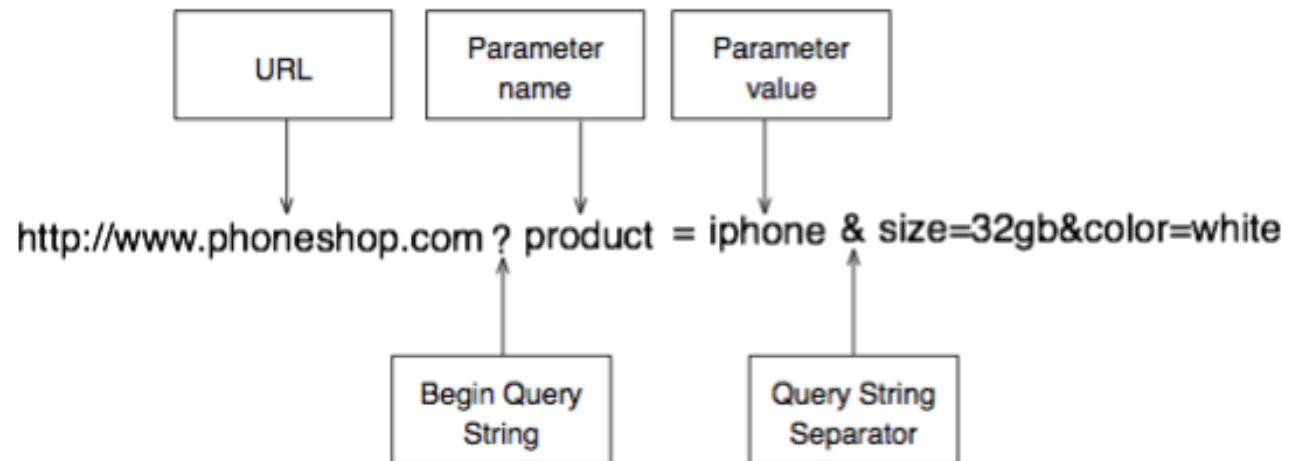 URL
Parameter
name
Parameter
value
http://www.phoneshop.com ? product = iphone & size=32gb&color=white
Begin Query
String
Query String
Separator